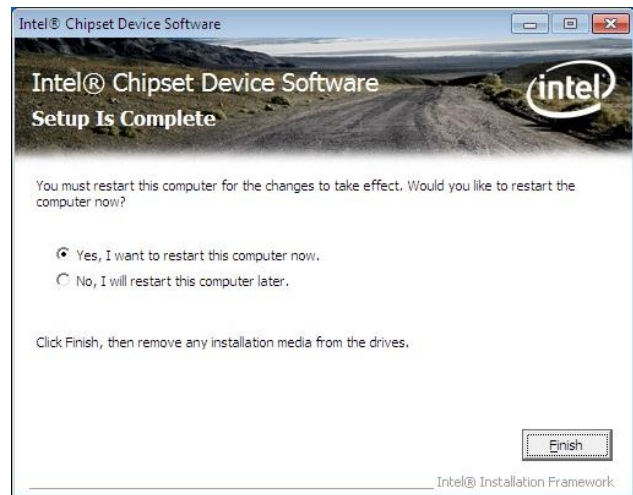 Intel® Chipset Device Software
Intel® Chipset Device Software
intel
Setup Is Complete
You must restart this computer for the changes to take effect. Would you like to restart the
computer now?
Yes, I want to restart this computer now.
No, I will restart this computer later.
Click Finish, then remove any installation media from the drives.
Finish
Intel® Installation Framework